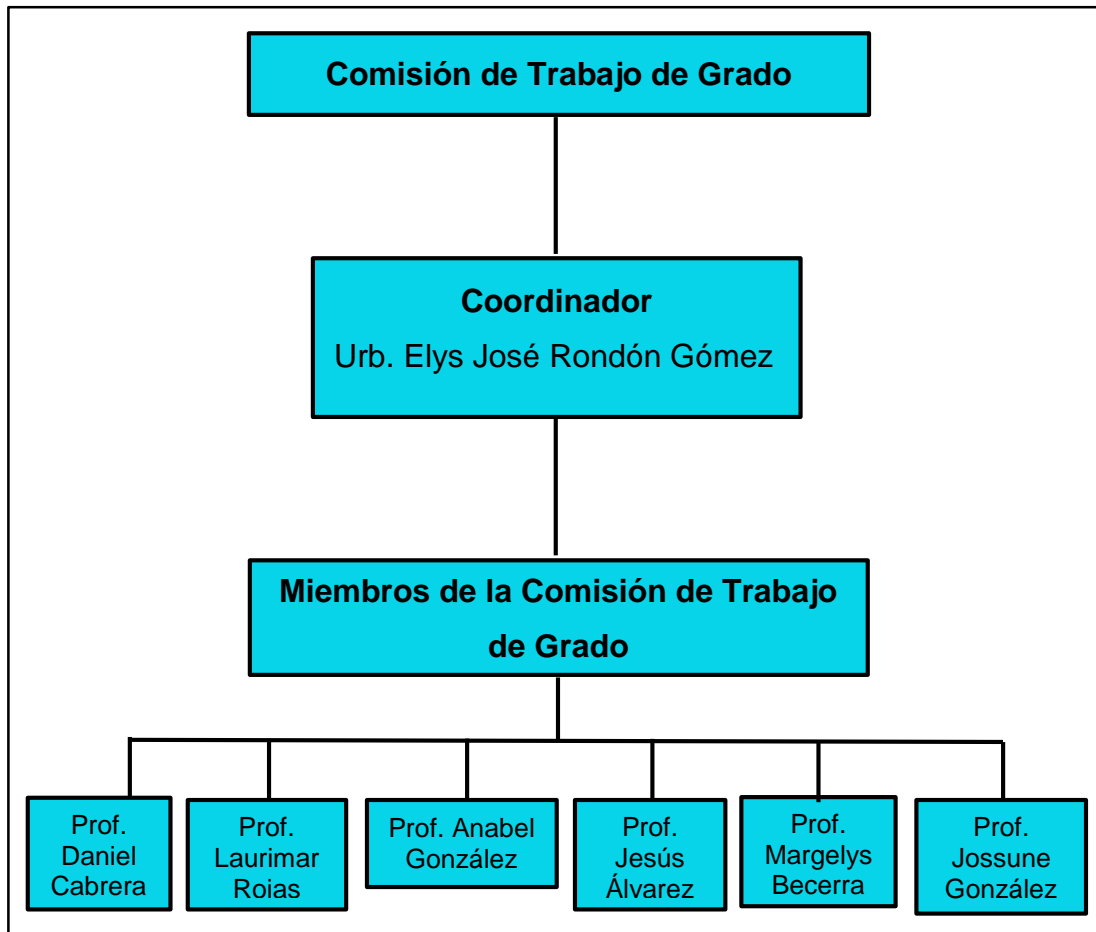 Comisión de Trabajo de Grado
Coordinador
Urb. Elys José Rondón Gómez
Miembros de la Comisión de Trabajo
de Grado
Prof.
Daniel
Cabrera
Prof.
Laurimar
Rojas
Prof. Anabel
González
Prof.
Jesús
Álvarez
Prof.
Margelys
Becerra
Prof.
Jossune
González